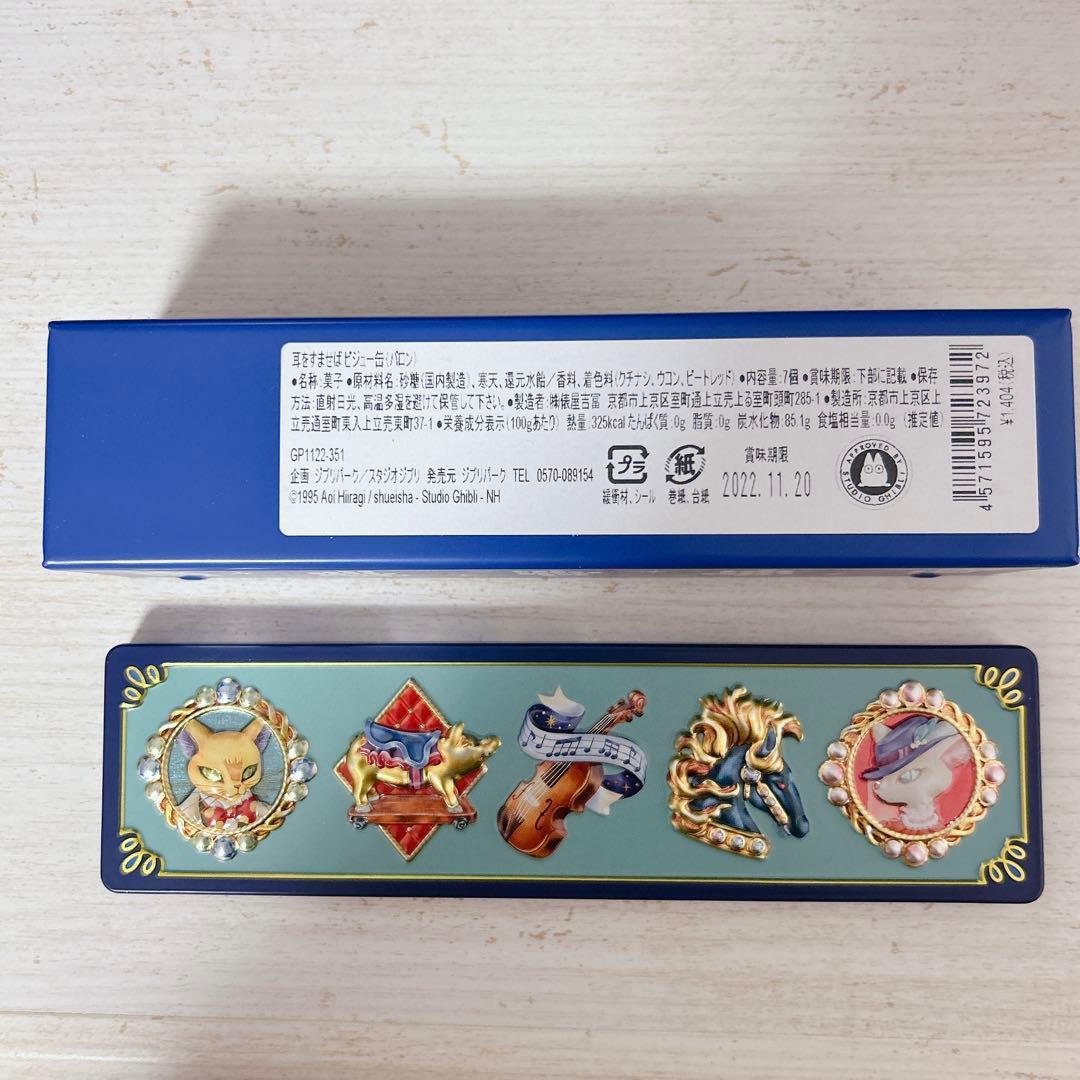 耳をすませば ビジュー缶(バロン)
●名称:菓子 ●原材料名:砂糖(国内製造)、寒天、還元水飴／香料、着色料(クチナシ、ウコン、ビートレッド) ●内容量:7個 ●賞味期限:下部に記載 ●保存
方法:直射日光、高温多湿を避けて保管して下さい。●製造者:㈱俵屋吉冨 京都市上京区室町通上立売上る室町頭町285-1 ●製造所:京都市上京区上
立売通室町東入上立売東町37-1 ●栄養成分表示(100gあたり) 熱量:325kcal たんぱく質:0g 脂質:0g 炭水化物:85.1g 食塩相当量:0.0g (推定値)
GP1122-351
企画 ジブリパーク/スタジオジブリ 発売元:ジブリパーク TEL 0570-089154
©1995 Aoi Hiiragi / shueisha - Studio Ghibli - NH
プラ
緩衝材、シール
紙
巻紙、台紙
賞味期限
2022.11.20
APPROVED BY
STUDIO GHIBLI
4571595723972
¥1,404(税込)